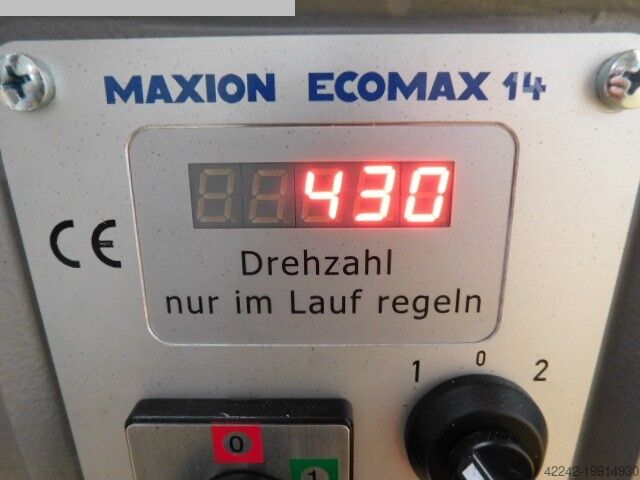 MAXION ECOMAX 14
430
CE
Drehzahl
nur im Lauf regeln
1 0 2
0
1
42242-19914930